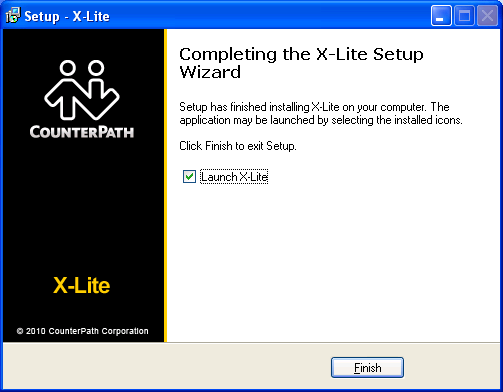 Setup - X-Lite
COUNTERPATH
X-Lite
© 2010 CounterPath Corporation
Completing the X-Lite Setup
Wizard
Setup has finished installing X-Lite on your computer. The
application may be launched by selecting the installed icons.
Click Finish to exit Setup.
Launch X-Lite
Finish